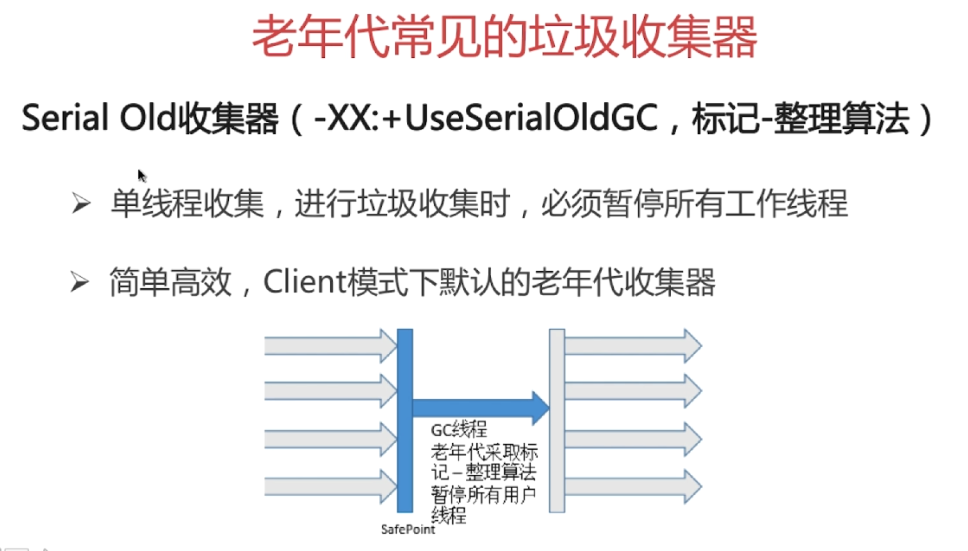 老年代常见的垃圾收集器
Serial Old收集器（-XX:+UseSerialOldGC，标记-整理算法）
➢ 单线程收集，进行垃圾收集时，必须暂停所有工作线程
➢ 简单高效，Client模式下默认的老年代收集器
GC线程
老年代采取标
记－整理算法
暂停所有用户
线程
SafePoint